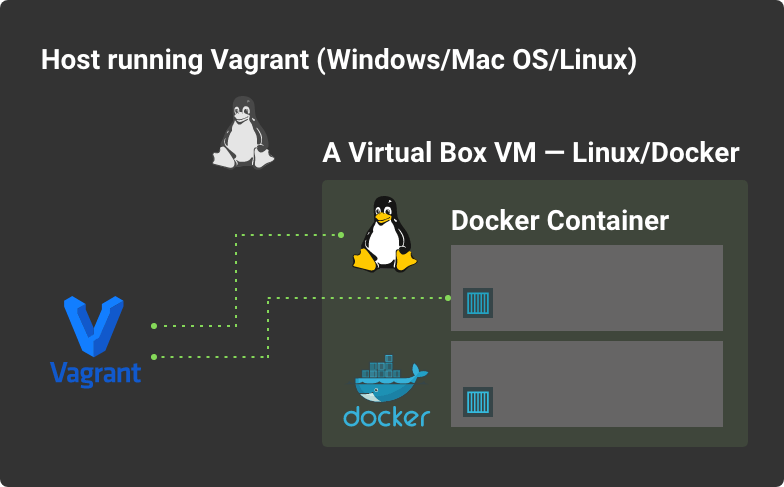 Host running Vagrant (Windows/Mac OS/Linux)
A Virtual Box VM — Linux/Docker
Docker Container
Vagrant
docker